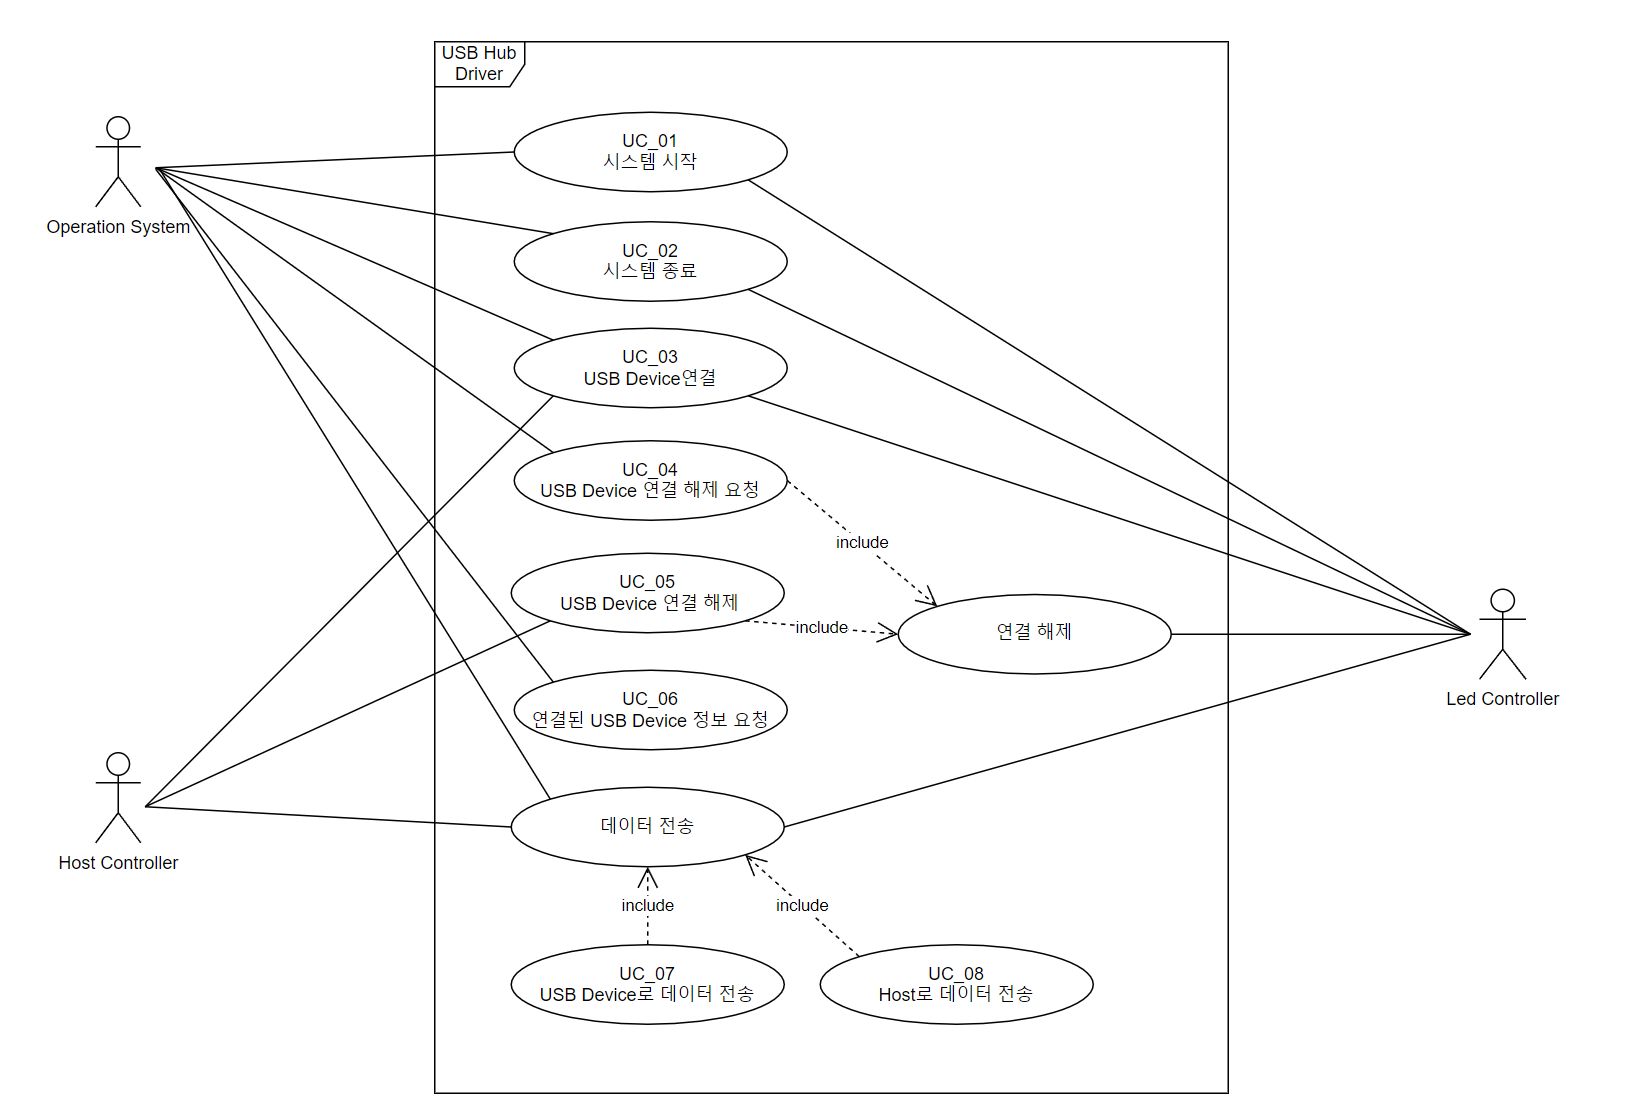 USB Hub
Driver
Operation System
UC_01
시스템 시작
UC_02
시스템 종료
UC_03
USB Device연결
UC_04
USB Device 연결 해제 요청
include
UC_05
USB Device 연결 해제
include
연결 해제
Led Controller
UC_06
연결된 USB Device 정보 요청
Host Controller
데이터 전송
include
include
UC_07
USB Device로 데이터 전송
UC_08
Host로 데이터 전송